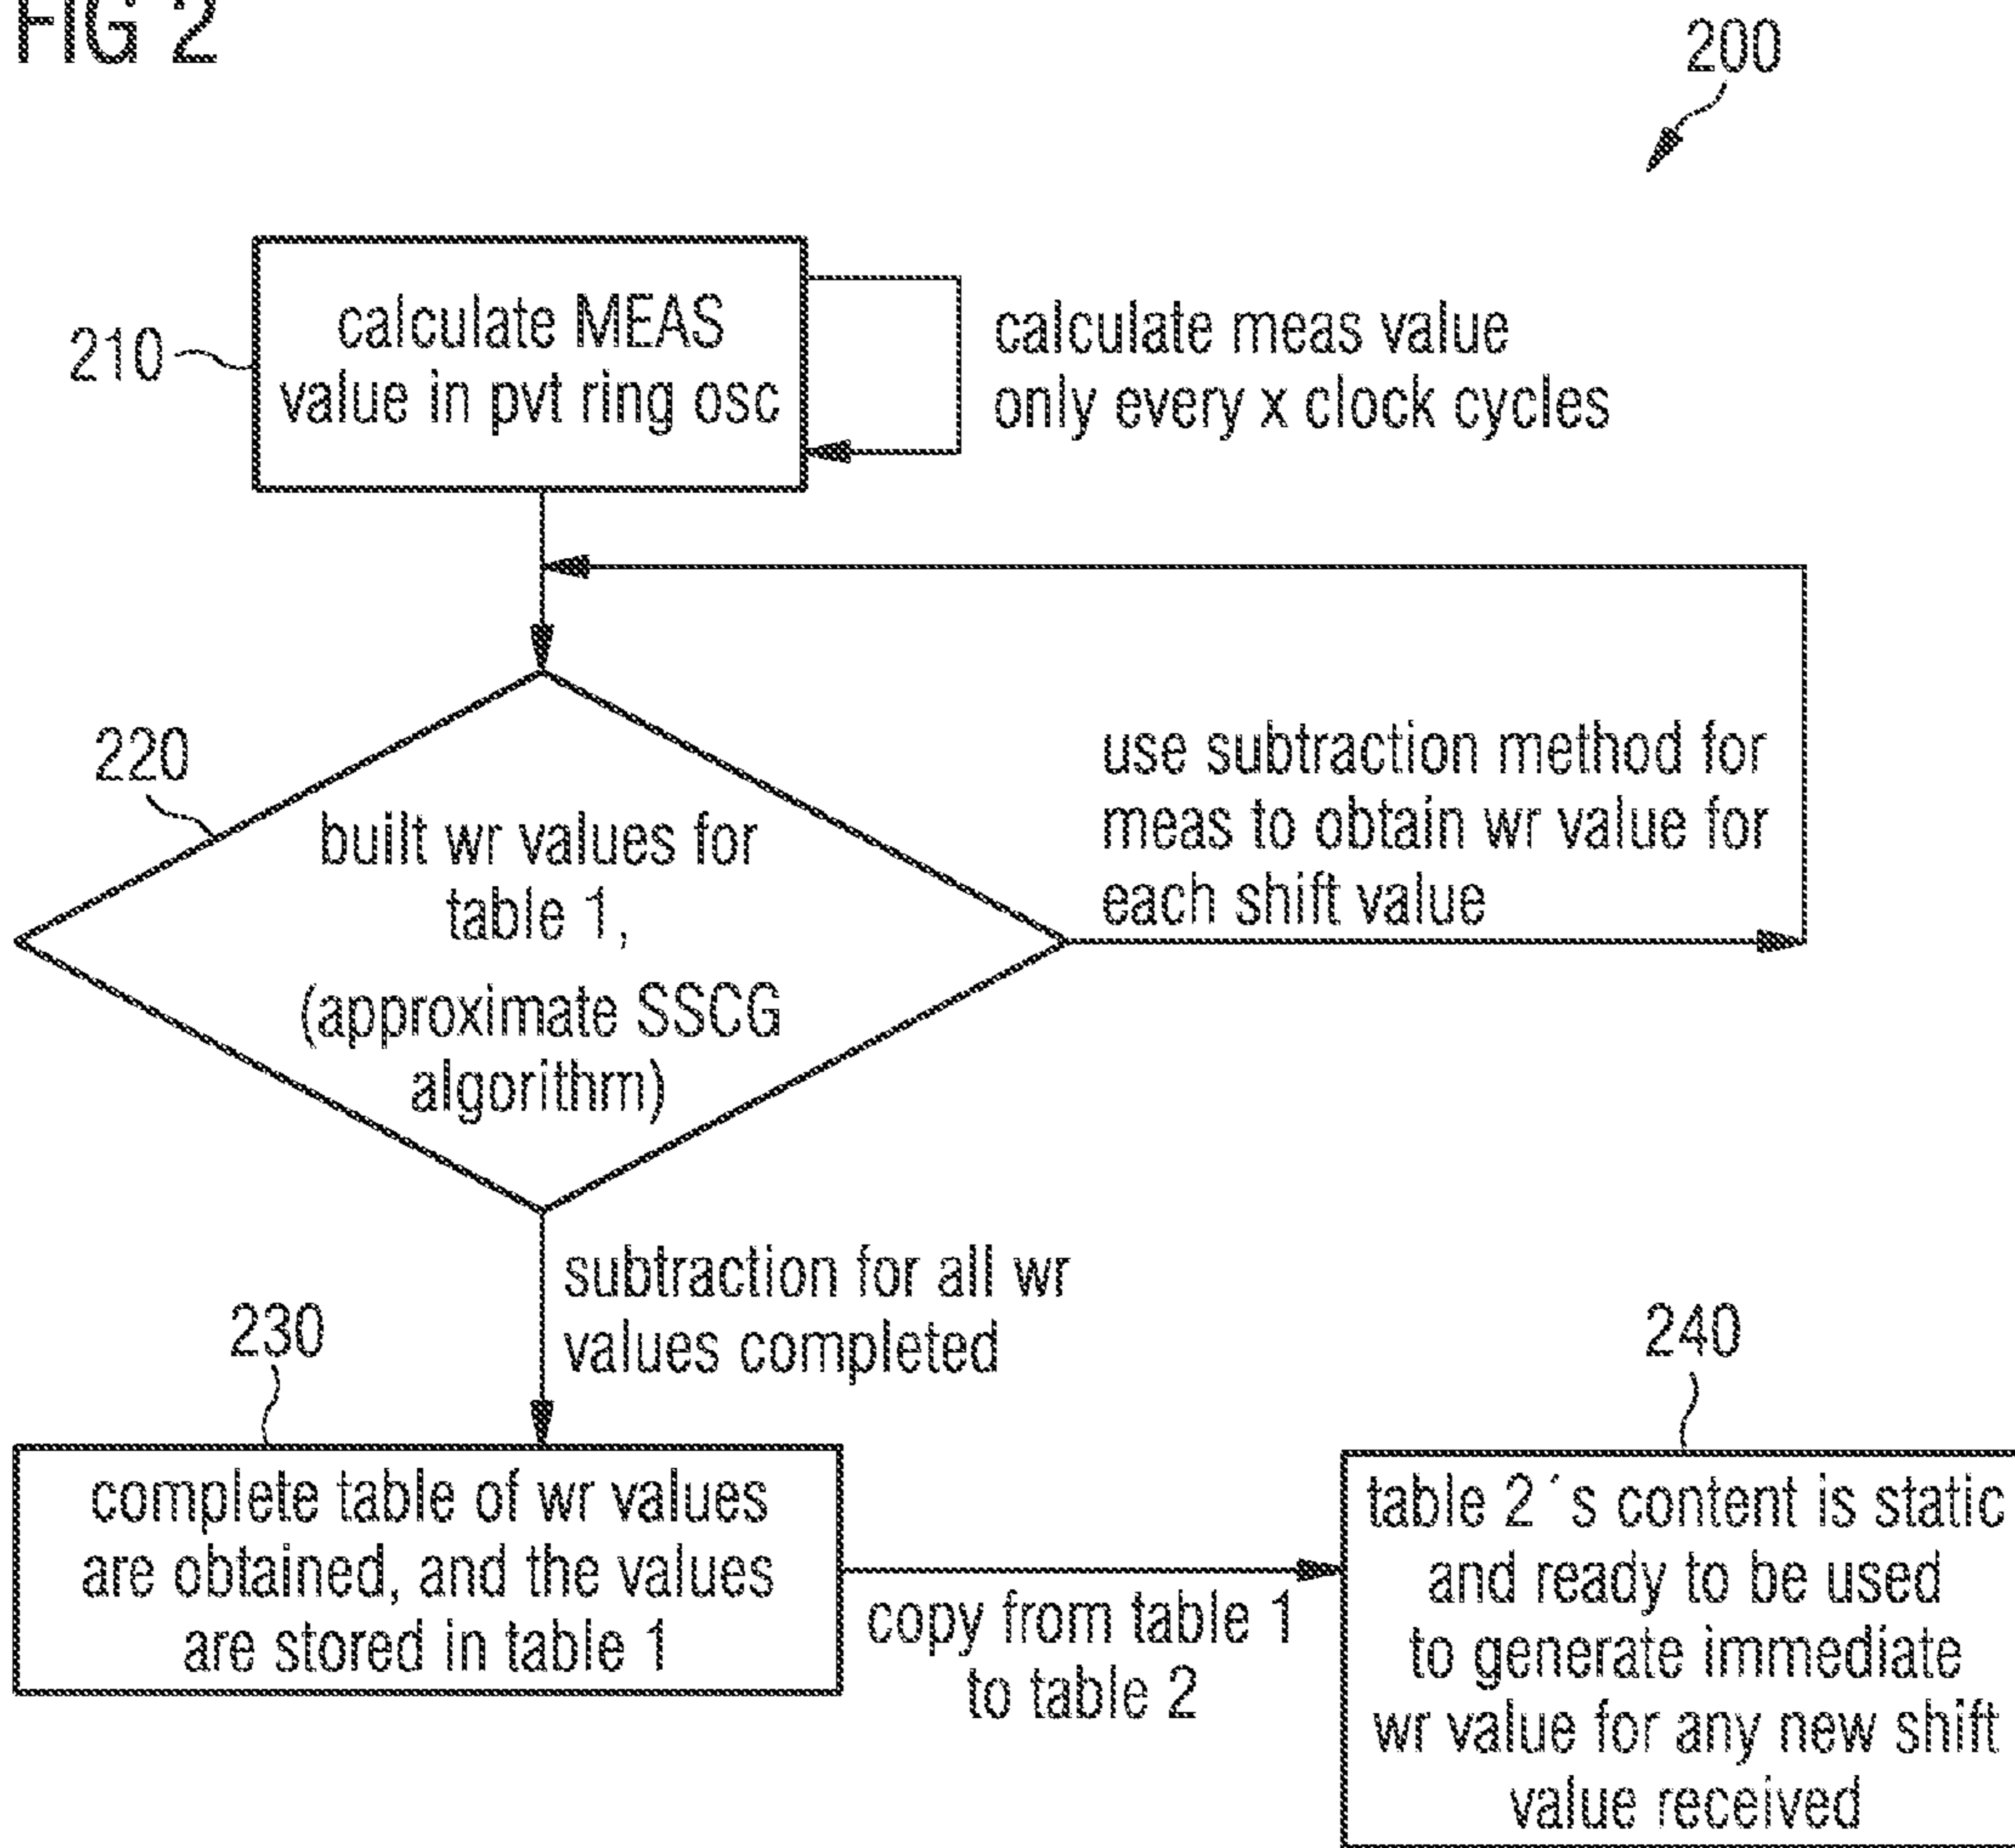 FIG 2
200
calculate MEAS
value in pvt ring osc
210
calculate meas value
only every x clock cycles
220
built wr values for
table 1,
(approximate SSCG
algorithm)
use subtraction method for
meas to obtain wr value for
each shift value
subtraction for all wr
values completed
230
complete table of wr values
are obtained, and the values
are stored in table 1
copy from table 1
to table 2
240
table 2´s content is static
and ready to be used
to generate immediate
wr value for any new shift
value received